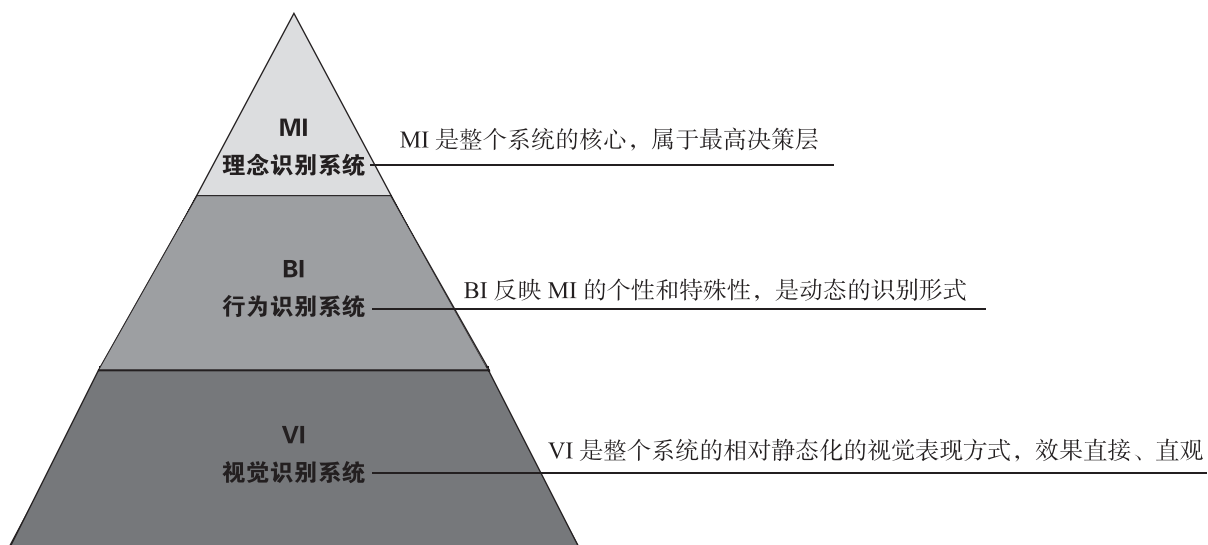 MI
理念识别系统
MI 是整个系统的核心，属于最高决策层
BI
行为识别系统
BI 反映 MI 的个性和特殊性，是动态的识别形式
VI
视觉识别系统
VI 是整个系统的相对静态化的视觉表现方式，效果直接、直观